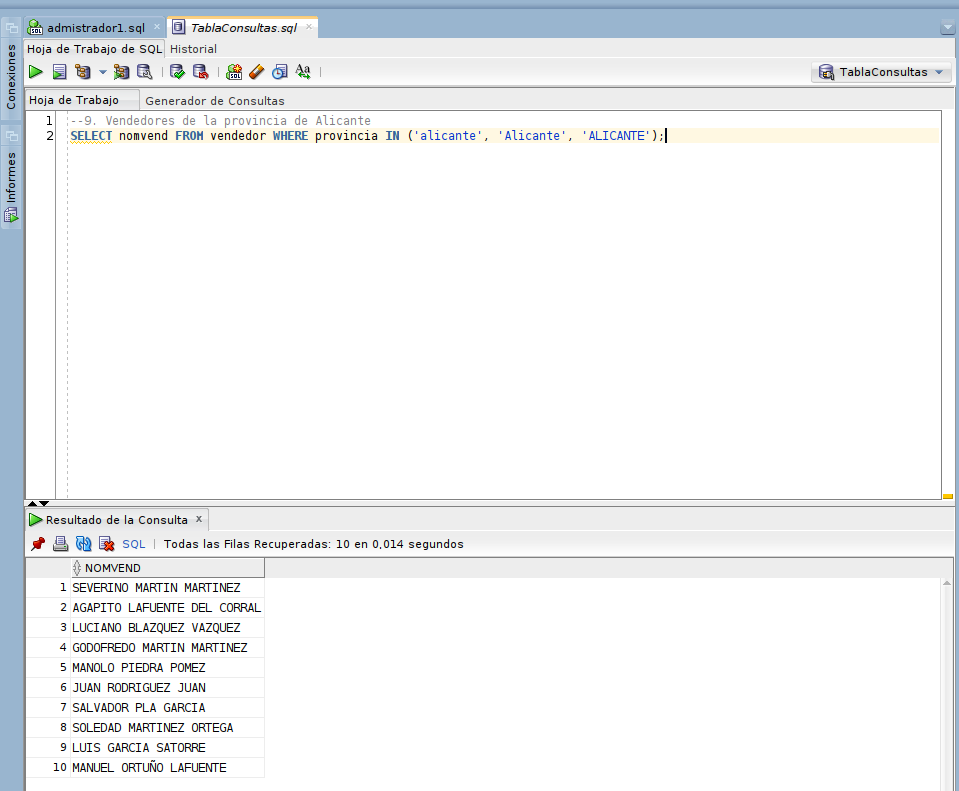 admistrador1.sql
TablaConsultas.sql
Conexiones
Informes
Hoja de Trabajo de SQL Historial
TablaConsultas
Hoja de Trabajo Generador de Consultas
1 --9. Vendedores de la provincia de Alicante
2 SELECT nomvend FROM vendedor WHERE provincia IN ('alicante', 'Alicante', 'ALICANTE');
Resultado de la Consulta x
SQL | Todas las Filas Recuperadas: 10 en 0,014 segundos
NOMVEND
1 SEVERINO MARTIN MARTINEZ
2 AGAPITO LAFUENTE DEL CORRAL
3 LUCIANO BLAZQUEZ VAZQUEZ
4 GODOFREDO MARTIN MARTINEZ
5 MANOLO PIEDRA POMEZ
6 JUAN RODRIGUEZ JUAN
7 SALVADOR PLA GARCIA
8 SOLEDAD MARTINEZ ORTEGA
9 LUIS GARCIA SATORRE
10 MANUEL ORTUÑO LAFUENTE